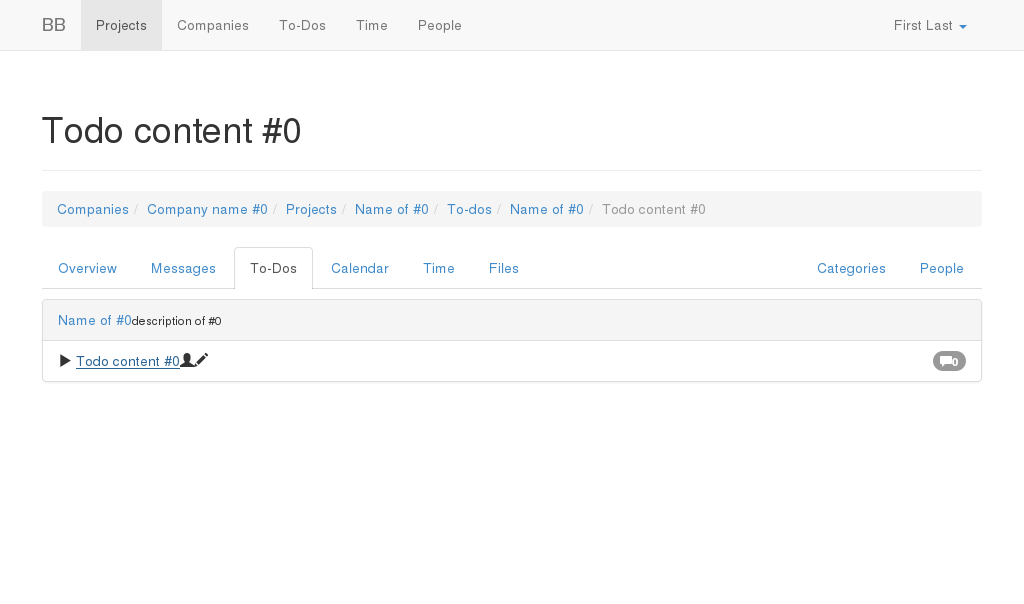 BB Projects Companies To-Dos Time People First Last
Todo content #0
Companies / Company name #0 / Projects / Name of #0 / To-dos / Name of #0 / Todo content #0
Overview Messages To-Dos Calendar Time Files Categories People
Name of #0description of #0
Todo content #0 0